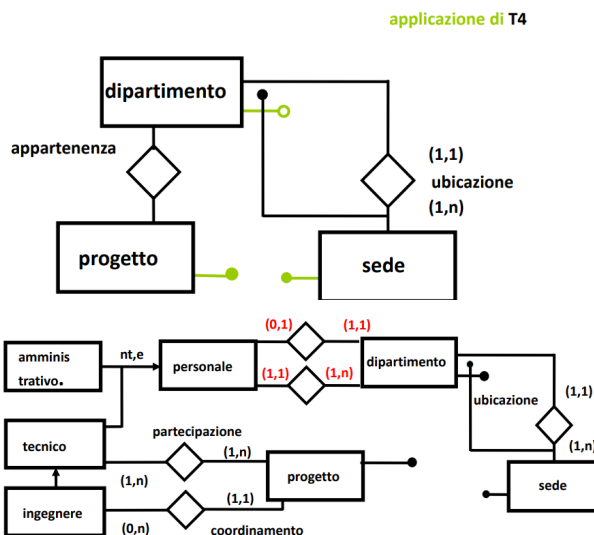 applicazione di T4
dipartimento
appartenenza
(1,1)
ubicazione
(1,n)
progetto
sede
(0,1)
(1,1)
amminis
trativo.
nt,e
personale
dipartimento
(1,1)
(1,n)
ubicazione
(1,1)
partecipazione
tecnico
(1,n)
(1,n)
progetto
(1,n)
sede
ingegnere
(1,1)
(0,n)
coordinamento